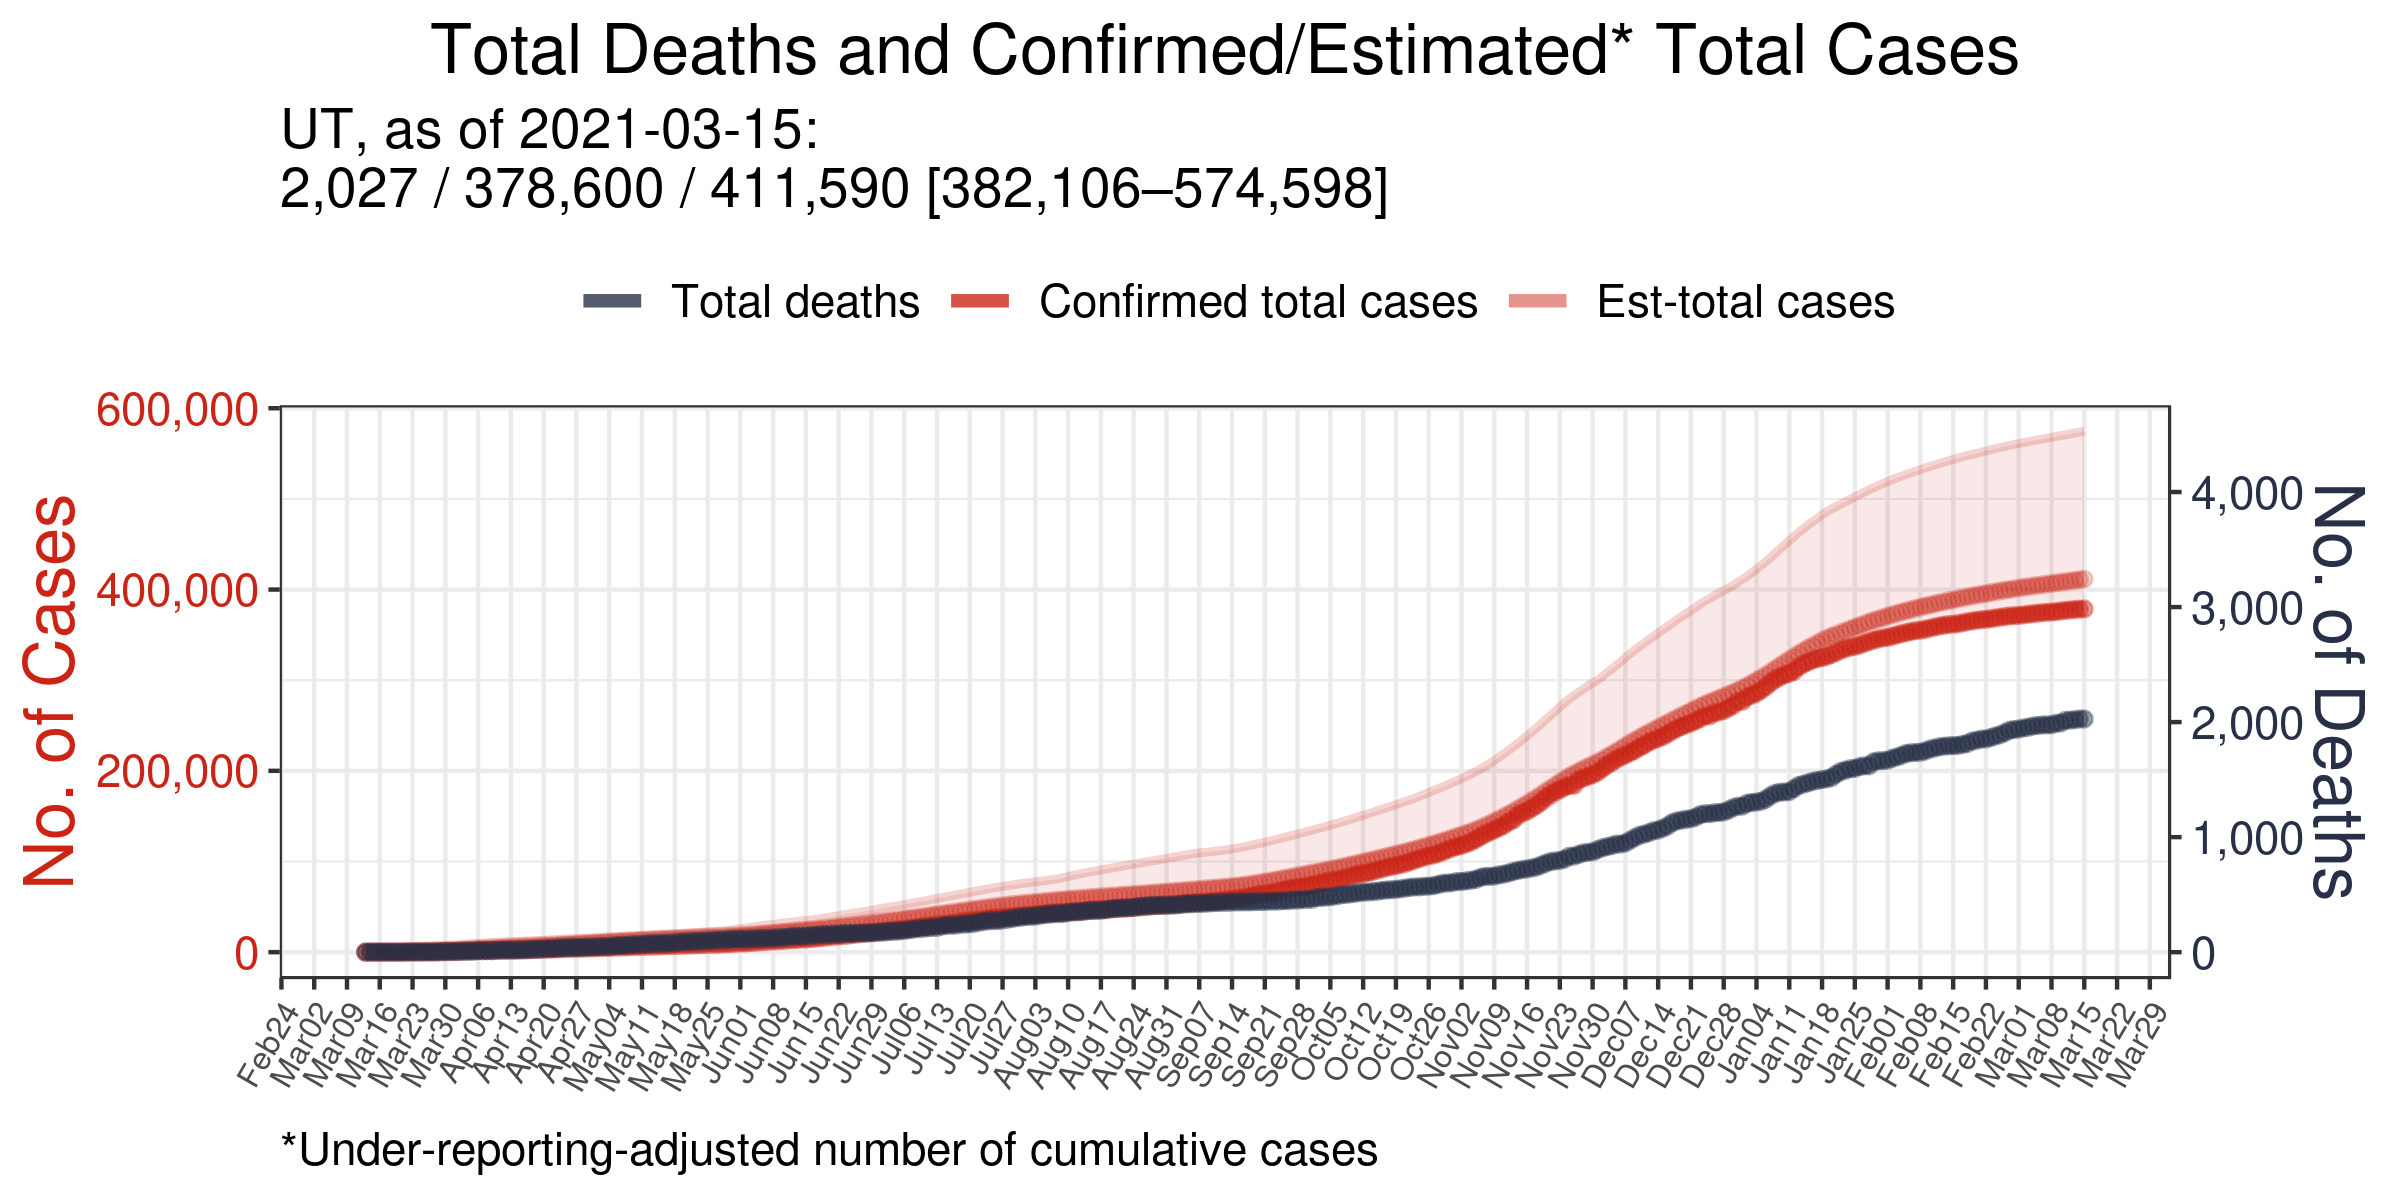 Total Deaths and Confirmed/Estimated* Total Cases
UT, as of 2021-03-15:
2,027 / 378,600 / 411,590 [382,106–574,598]
Total deaths
Confirmed total cases
Est-total cases
No. of Cases
600,000
400,000
200,000
0
4,000
3,000
2,000
1,000
0
No. of Deaths
Feb24
Mar02
Mar09
Mar16
Mar23
Mar30
Apr06
Apr13
Apr20
Apr27
May04
May11
May18
May25
Jun01
Jun08
Jun15
Jun22
Jun29
Jul06
Jul13
Jul20
Jul27
Aug03
Aug10
Aug17
Aug24
Aug31
Sep07
Sep14
Sep21
Sep28
Oct05
Oct12
Oct19
Oct26
Nov02
Nov09
Nov16
Nov23
Nov30
Dec07
Dec14
Dec21
Dec28
Jan04
Jan11
Jan18
Jan25
Feb01
Feb08
Feb15
Feb22
Mar01
Mar08
Mar15
Mar22
Mar29
*Under-reporting-adjusted number of cumulative cases